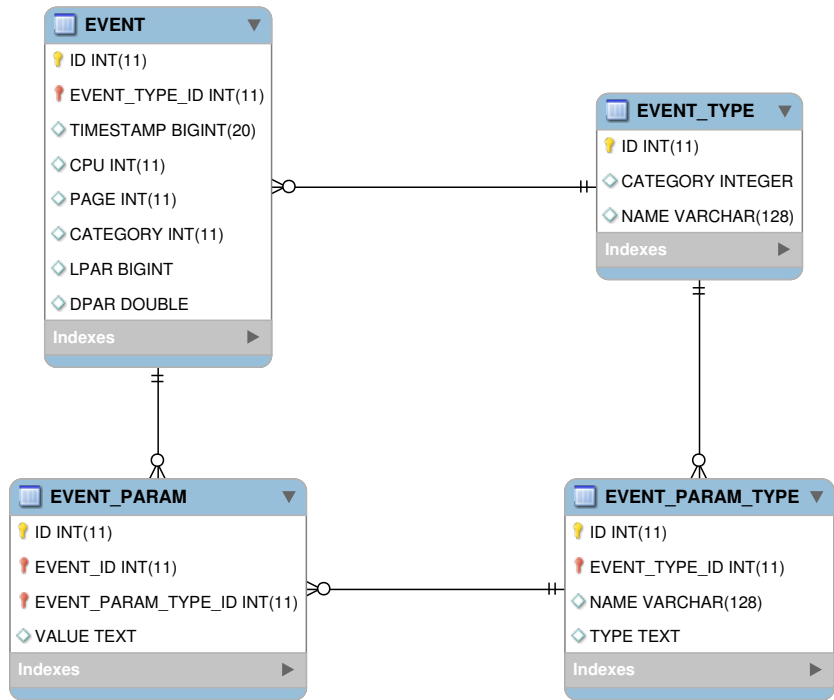 EVENT
ID INT(11)
EVENT_TYPE_ID INT(11)
TIMESTAMP BIGINT(20)
CPU INT(11)
PAGE INT(11)
CATEGORY INT(11)
LPAR BIGINT
DPAR DOUBLE
Indexes
EVENT_TYPE
ID INT(11)
CATEGORY INTEGER
NAME VARCHAR(128)
Indexes
EVENT_PARAM
ID INT(11)
EVENT_ID INT(11)
EVENT_PARAM_TYPE_ID INT(11)
VALUE TEXT
Indexes
EVENT_PARAM_TYPE
ID INT(11)
EVENT_TYPE_ID INT(11)
NAME VARCHAR(128)
TYPE TEXT
Indexes